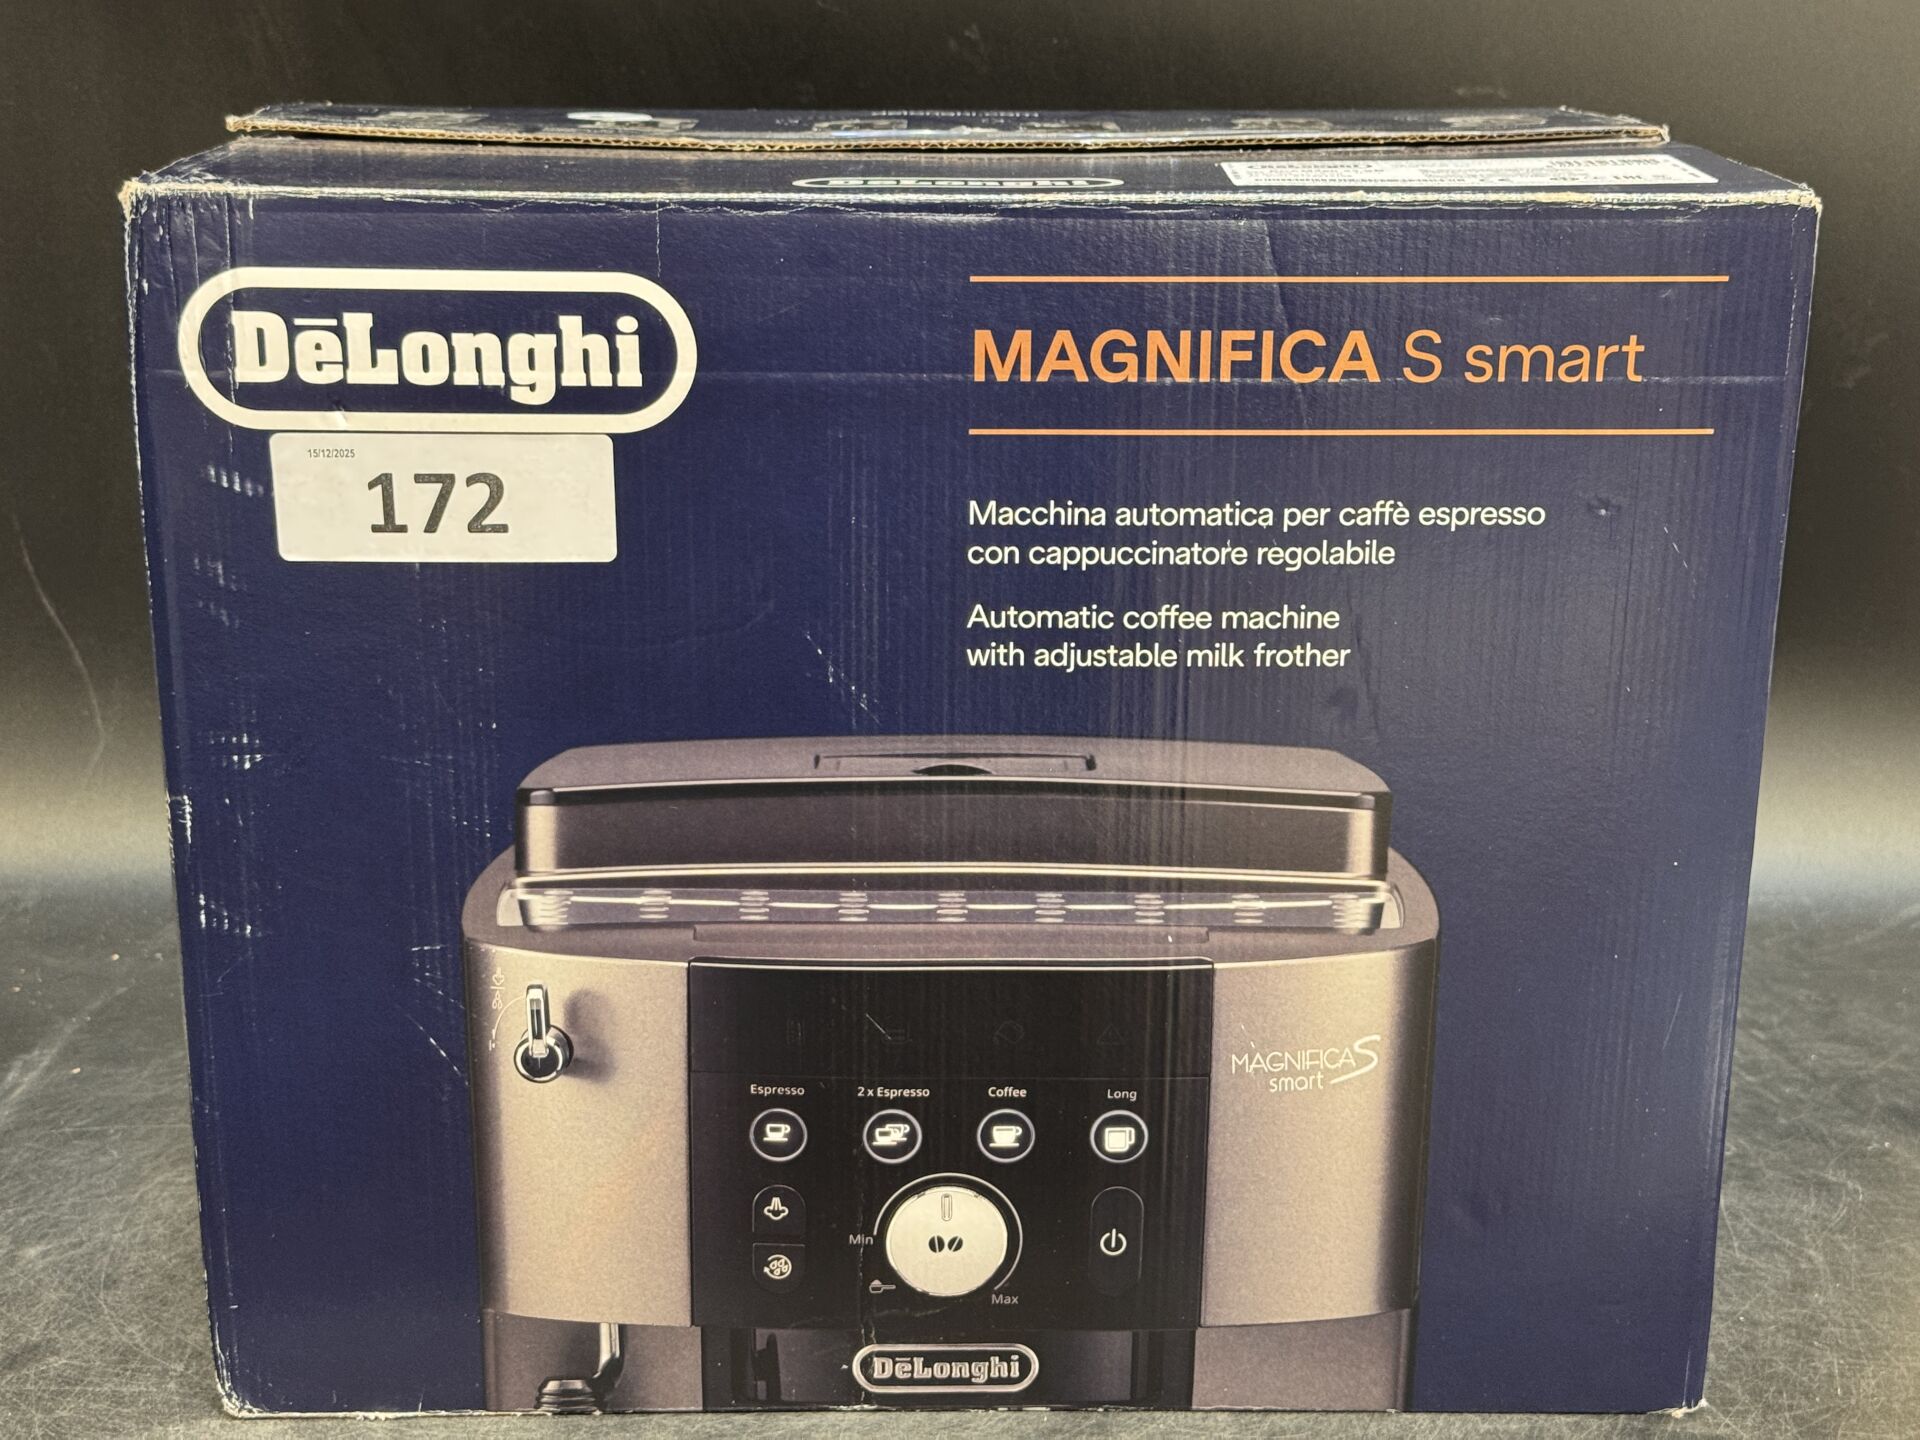 DeLonghi
DēLonghi
MAGNIFICA S smart
15/12/2025
172
Macchina automatica per caffè espresso
con cappuccinatore regolabile
Automatic coffee machine
with adjustable milk frother
MAGNIFICA S
smart
Espresso
2 x Espresso
Coffee
Long
Min
Max
DēLonghi